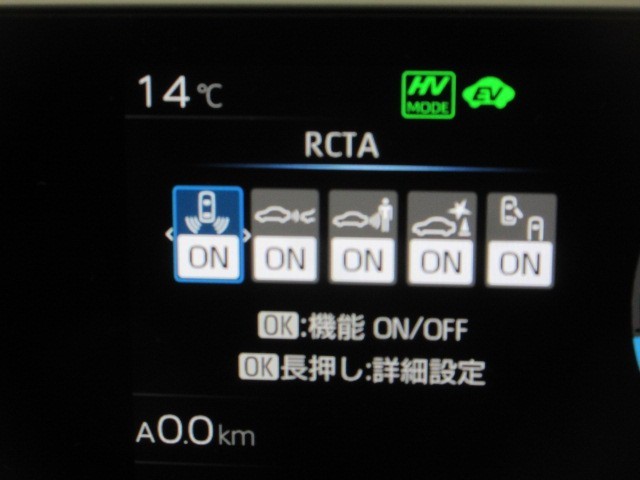 14℃ HV MODE EV
RCTA
ON ON ON ON ON
OK:機能 ON/OFF
OK長押し:詳細設定
A0.0km